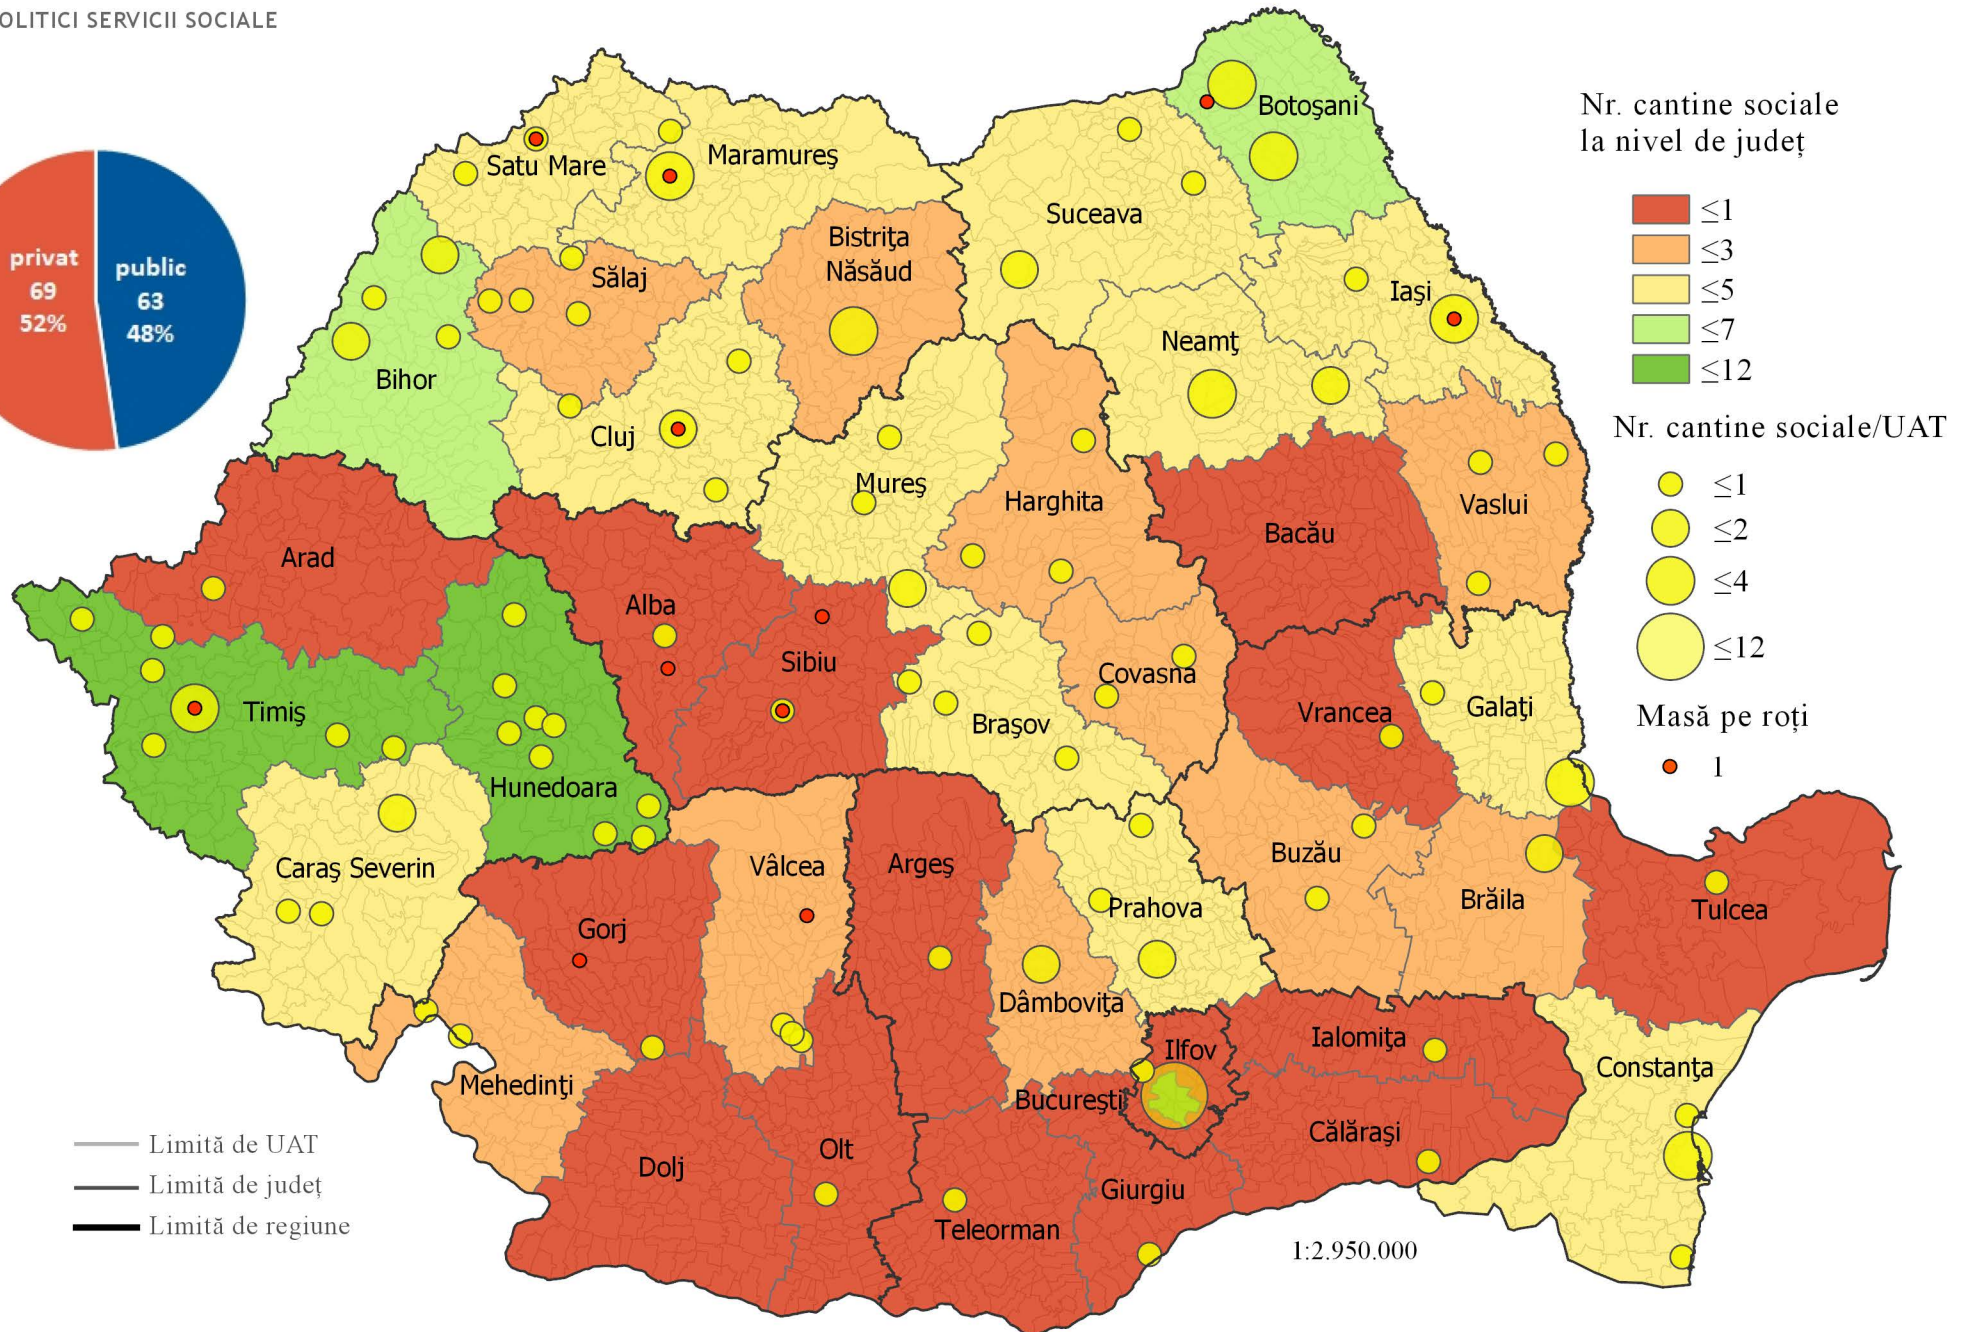 OLITICI SERVICII SOCIALE
privat
69
52%
public
63
48%
Nr. cantine sociale
la nivel de județ
≤1
≤3
≤5
≤7
≤12
Nr. cantine sociale/UAT
≤1
≤2
≤4
≤12
Masă pe roți
1
Botoşani
Satu Mare
Maramureş
Suceava
Bistriţa
Năsăud
Sălaj
Iaşi
Neamţ
Bihor
Cluj
Mureş
Harghita
Vaslui
Bacău
Arad
Alba
Sibiu
Covasna
Timiş
Braşov
Vrancea
Galaţi
Hunedoara
Caraş Severin
Vâlcea
Argeş
Prahova
Buzău
Brăila
Tulcea
Gorj
Dâmboviţa
Ilfov
Ialomiţa
Constanţa
Mehedinţi
Bucureşti
Călăraşi
Dolj
Olt
Giurgiu
Teleorman
Limită de UAT
Limită de județ
Limită de regiune
1:2.950.000